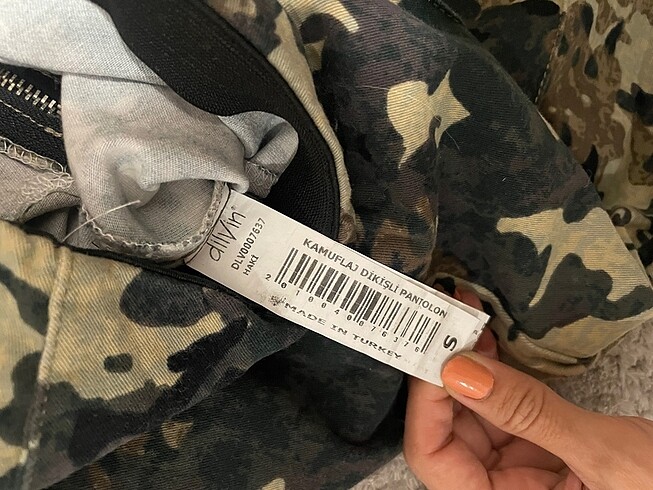 dilvin
DLV0007637
HAKİ
KAMUFLAJ DİKİŞLİ PANTOLON
MADE IN TURKEY
S